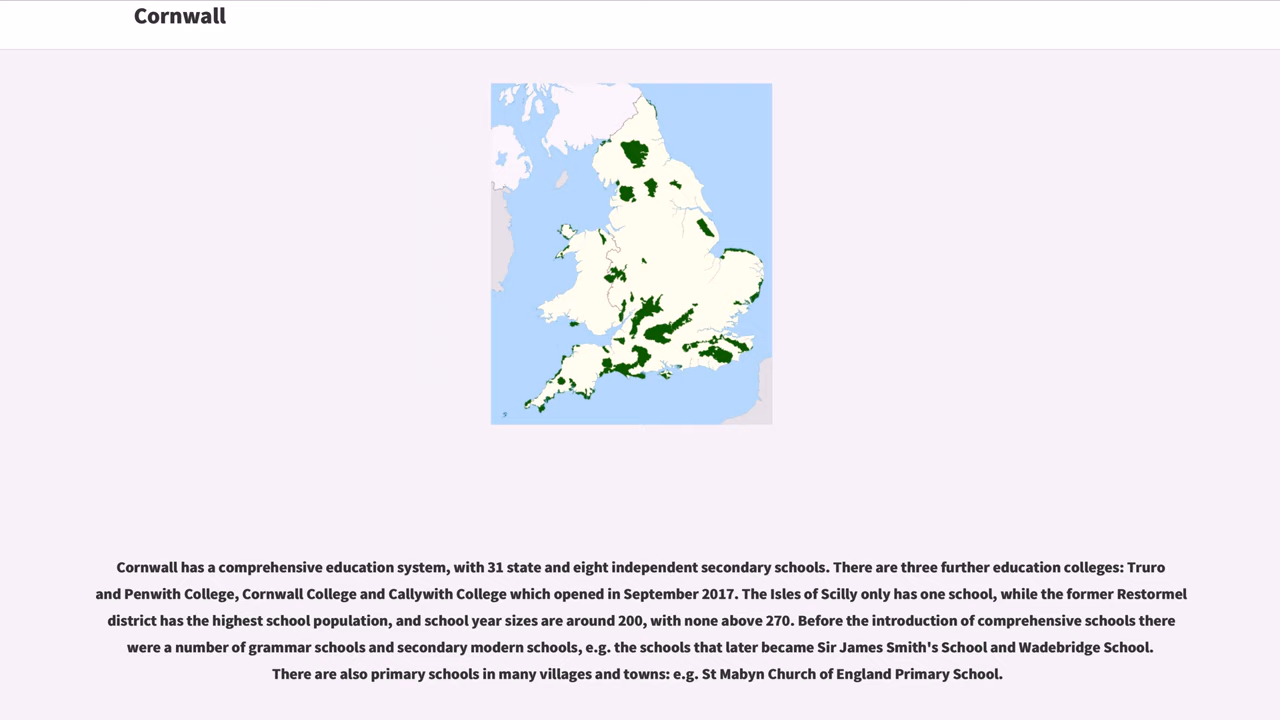 Cornwall
Cornwall has a comprehensive education system, with 31 state and eight independent secondary schools. There are three further education colleges: Truro
and Penwith College, Cornwall College and Callywith College which opened in September 2017. The Isles of Scilly only has one school, while the former Restormel
district has the highest school population, and school year sizes are around 200, with none above 270. Before the introduction of comprehensive schools there
were a number of grammar schools and secondary modern schools, e.g. the schools that later became Sir James Smith's School and Wadebridge School.
There are also primary schools in many villages and towns: e.g. St Mabyn Church of England Primary School.